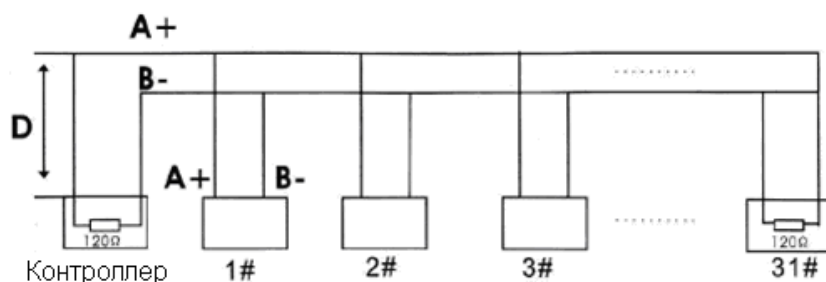 A+
B-
D
A+ B-
120Ω 120Ω
Контроллер 1# 2# 3# 31#